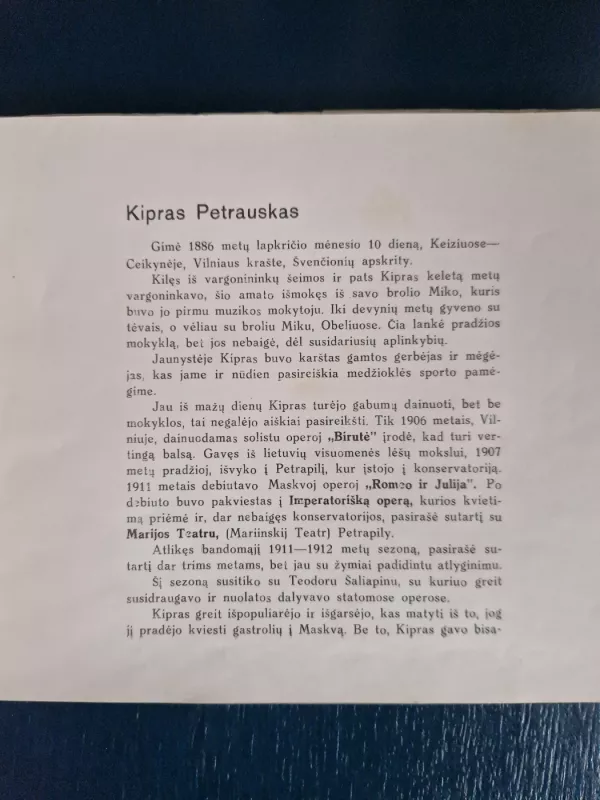 Kipras Petrauskas
Gimė 1886 metų lapkričio mėnesio 10 dieną, Keiziuose—
Ceikynėje, Vilniaus krašte, Švenčionių apskrity.
Kilęs iš vargonininkų šeimos ir pats Kipras keletą metų
vargoninkavo, šio amato išmokęs iš savo brolio Miko, kuris
buvo jo pirmu muzikos mokytoju. Iki devynių metų gyveno su
tėvais, o vėliau su broliu Miku, Obeliuose. Čia lankė pradžios
mokyklą, bet jos nebaigė, dėl susidariusių aplinkybių.
Jaunystėje Kipras buvo karštas gamtos gerbėjas ir mėgė-
jas, kas jame ir nūdien pasireiškia medžioklės sporto pamė-
gime.
Jau iš mažų dienų Kipras turėjo gabumą dainuoti, bet be
mokyklos, tai negalėjo aiškiai pasireikšti. Tik 1906 metais, Vil-
niuje, dainuodamas solistu operoj „Birutė" įrodė, kad turi ver-
tingą balsą. Gavęs iš lietuvių visuomenės lėšų mokslui, 1907
metų pradžioj, išvyko į Petrapilį, kur įstojo į konservatoriją.
1911 metais debiutavo Maskvoj operoj „Romeo ir Julija". Po
debiuto buvo pakviestas į Imperatorišką operą, kurios kvieti-
mą priėmė ir, dar nebaigęs konservatorijos, pasirašė sutartį su
Marijos Teatru, (Mariinskij Teatr) Petrapily.
Atlikęs bandomąjį 1911—1912 metų sezoną, pasirašė su-
tartį dar trims metams, bet jau su žymiai padidintu atlyginimu.
Šį sezoną susitiko su Teodoru Šaliapinu, su kuriuo greit
susidraugavo ir nuolatos dalyvavo statomose operose.
Kipras greit išpopuliarėjo ir išgarsėjo, kas matyti iš to, jog
jį pradėjo kviesti gastrolių į Maskvą. Be to, Kipras gavo bisa-